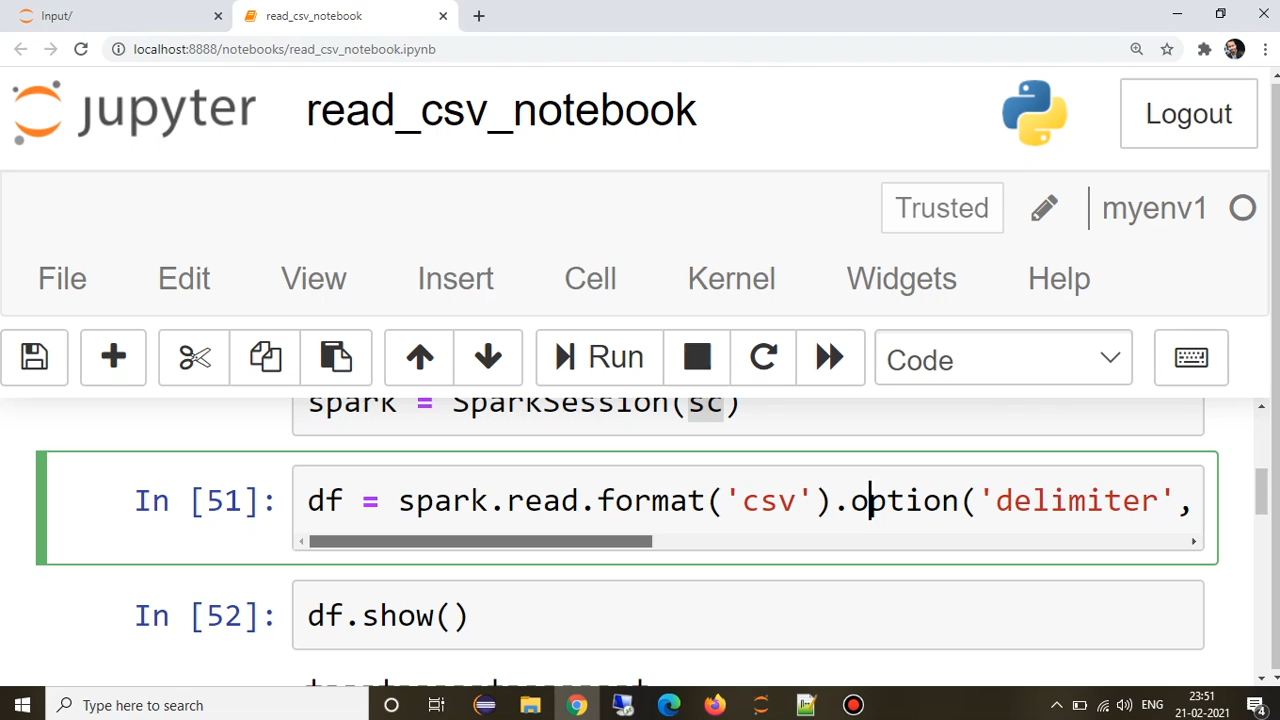 Input/
read_csv_notebook
localhost:8888/notebooks/read_csv_notebook.ipynb
jupyter
read_csv_notebook
Logout
Trusted
myenv1
File
Edit
View
Insert
Cell
Kernel
Widgets
Help
Run
Code
spark = SparkSession(sc)
In [51]:
df = spark.read.format('csv').option('delimiter',
In [52]:
df.show()
Type here to search
ENG
23:51
21-02-2021
4